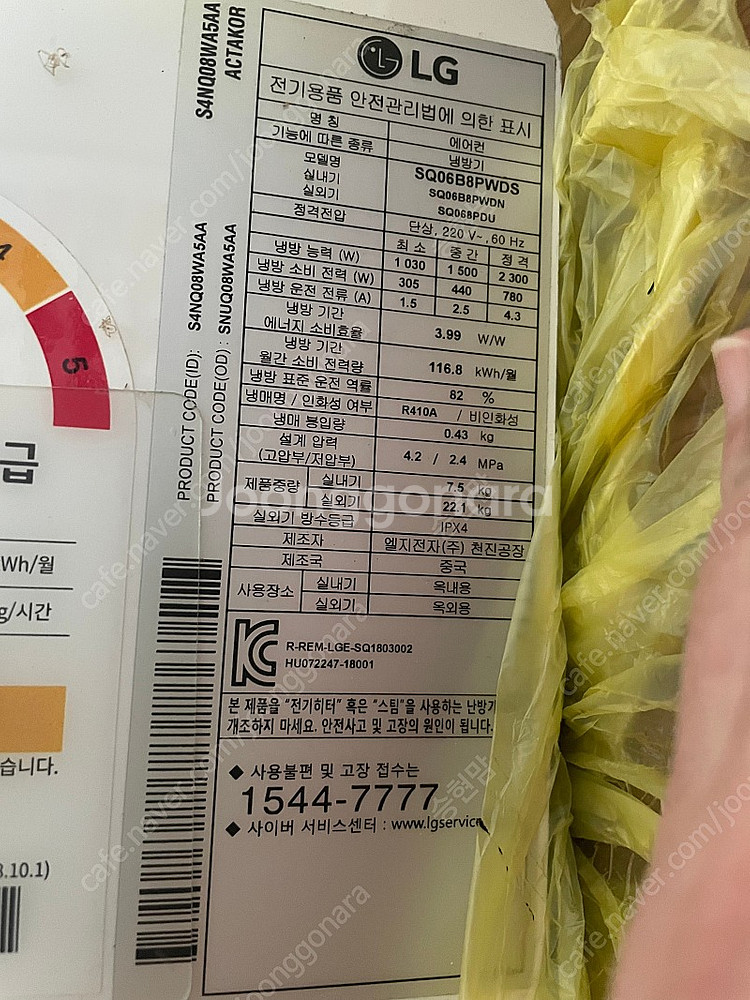 S4NQ08WA5AA
ACTAKOR
LG
전기용품 안전관리법에 의한 표시
명 칭 에어컨
기능에 따른 종류 냉방기
모델명 SQ06B8PWDS
실내기 SQ06B8PWDN
실외기 SQ068PDU
정격전압 단상, 220 V~, 60 Hz
최 소 중 간 정 격
냉방 능력 (W) 1 030 1 500 2 300
냉방 소비 전력 (W) 305 440 780
냉방 운전 전류 (A) 1.5 2.5 4.3
냉방 기간
에너지 소비효율 3.99 W/W
냉방 기간
월간 소비 전력량 116.8 kWh/월
냉방 표준 운전 역률 82 %
냉매명 / 인화성 여부 R410A / 비인화성
냉매 봉입량 0.43 kg
설계 압력
(고압부/저압부) 4.2 / 2.4 MPa
제품중량 실내기 7.5 kg
실외기 22.1 kg
실외기 방수등급 IPX4
제조자 엘지전자(주) 천진공장
제조국 중국
사용장소 실내기 옥내용
실외기 옥외용
R-REM-LGE-SQ1803002
HU072247-18001
본 제품을 "전기히터" 혹은 "스팀"을 사용하는 난방기
개조하지 마세요. 안전사고 및 고장의 원인이 됩니다.
◆ 사용불편 및 고장 접수는
1544-7777
◆ 사이버 서비스센터 : www.lgservice
PRODUCT CODE(ID): S4NQ08WA5AA
PRODUCT CODE(OD): SNUQ08WA5AA
4
5
급
Wh/월
g/시간
습니다.
8.10.1)
Joonggonara
cafe.naver.com/joonggonara